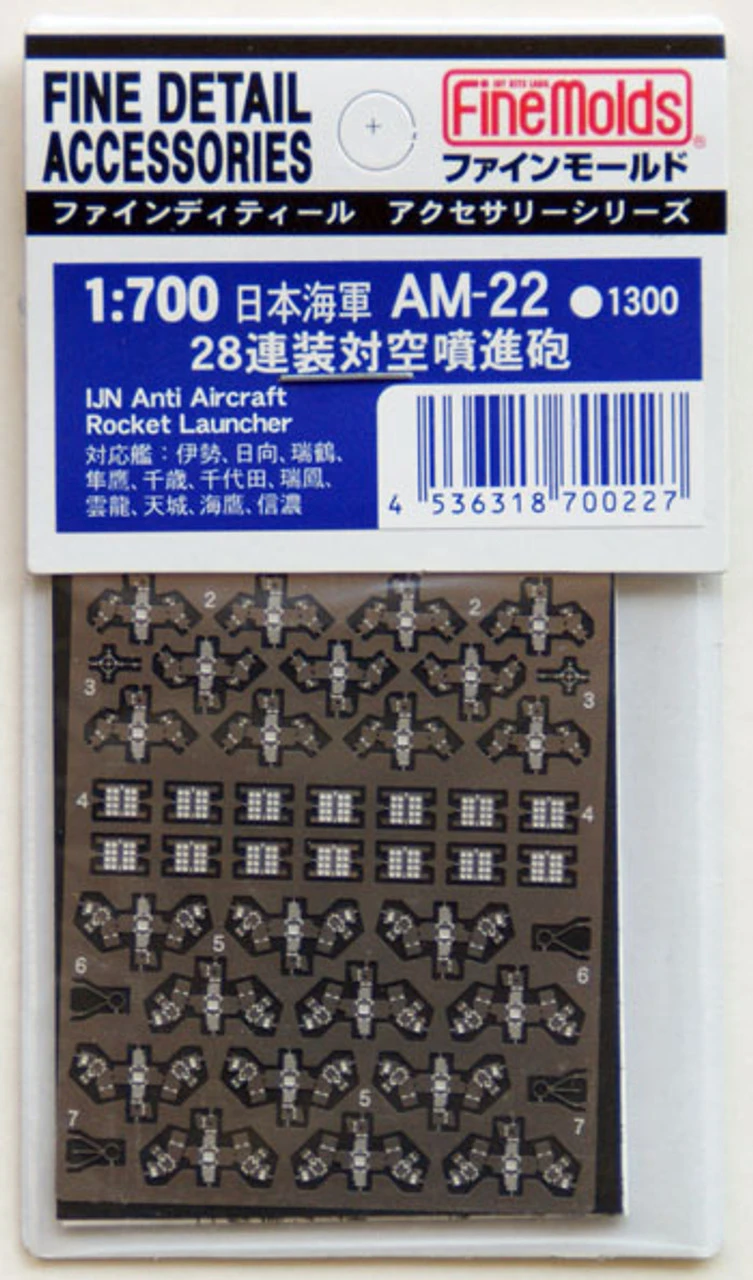 FINE DETAIL
ACCESSORIES
FineMolds
®
ファインモールド
ファインディティール アクセサリーシリーズ
1:700 日本海軍 AM-22 ●1300
28連装対空噴進砲
IJN Anti Aircraft
Rocket Launcher
対応艦：伊勢、日向、瑞鶴、
隼鷹、千歳、千代田、瑞鳳、
雲龍、天城、海鷹、信濃
4 536318 700227
2 2
3 3
4 4
5
6 6
5
7 7